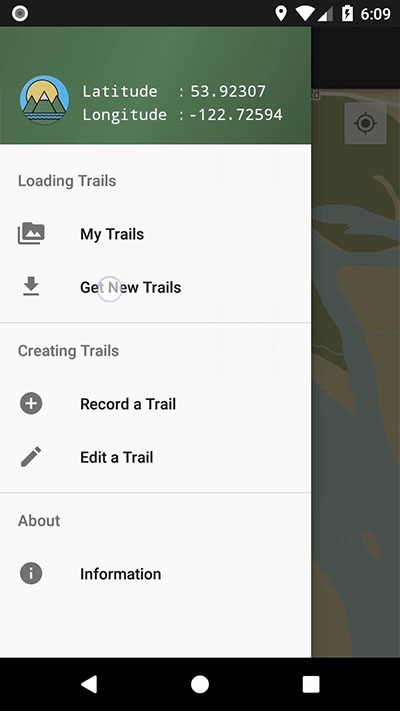 6:09
Latitude : 53.92307
Longitude : -122.72594
Rd
Loading Trails
My Trails
Get New Trails
Creating Trails
Record a Trail
Edit a Trail
About
Information